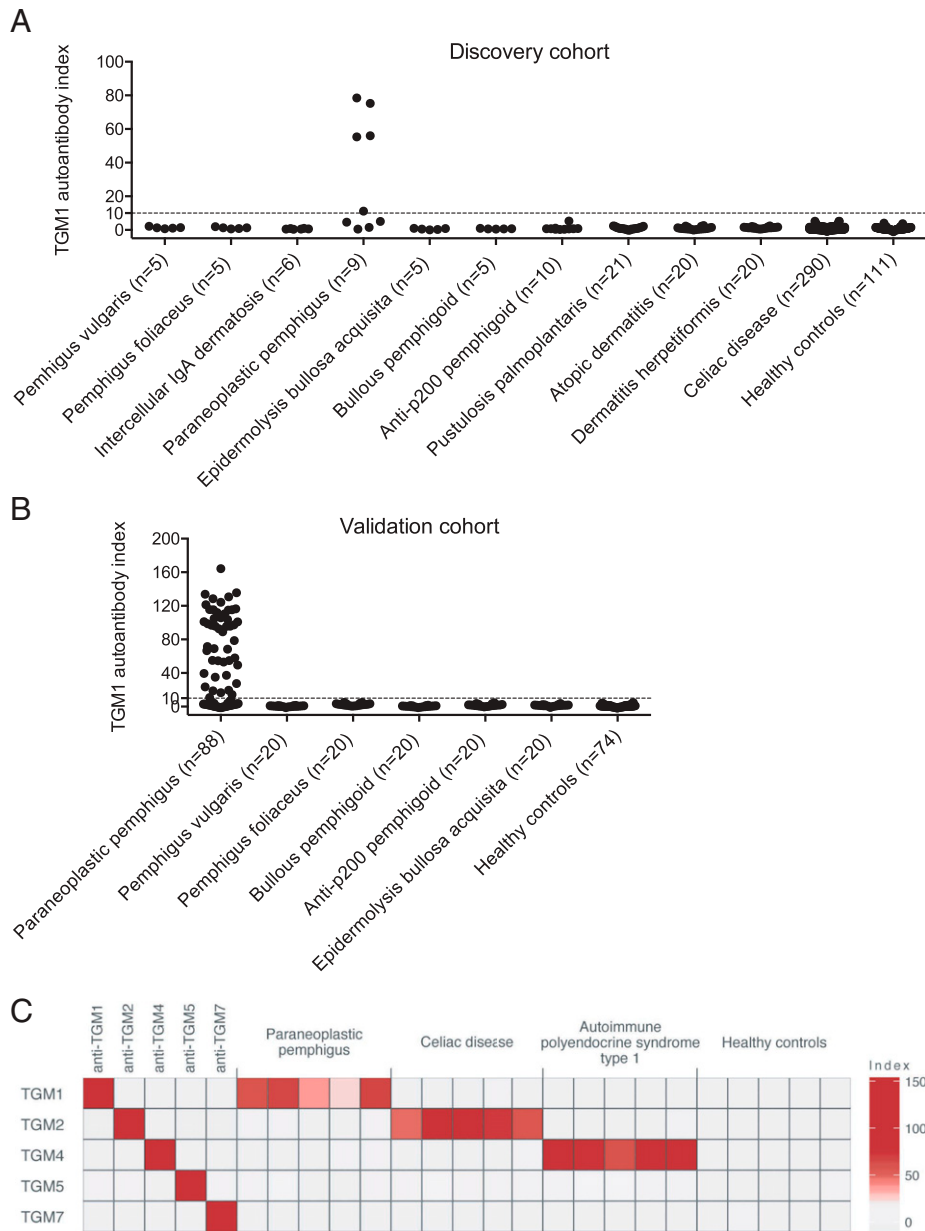 A
Discovery cohort
TGM1 autoantibody index
100
80
60
40
20
10
0
Pemhigus vulgaris (n=5)
Pemphigus foliaceus (n=5)
Intercellular IgA dermatosis (n=6)
Paraneoplastic pemphigus (n=9)
Epidermolysis bullosa acquisita (n=5)
Bullous pemphigoid (n=5)
Anti-p200 pemphigoid (n=10)
Pustulosis palmoplantaris (n=21)
Atopic dermatitis (n=20)
Dermatitis herpetiformis (n=20)
Celiac disease (n=290)
Healthy controls (n=111)
B
Validation cohort
TGM1 autoantibody index
200
160
120
80
40
10
0
Paraneoplastic pemphigus (n=88)
Pemphigus vulgaris (n=20)
Pemphigus foliaceus (n=20)
Bullous pemphigoid (n=20)
Anti-p200 pemphigoid (n=20)
Epidermolysis bullosa acquisita (n=20)
Healthy controls (n=74)
C
anti-TGM1
anti-TGM2
anti-TGM4
anti-TGM5
anti-TGM7
Paraneoplastic
pemphigus
Celiac disease
Autoimmune
polyendocrine syndrome
type 1
Healthy controls
Index
150
100
50
0
TGM1
TGM2
TGM4
TGM5
TGM7